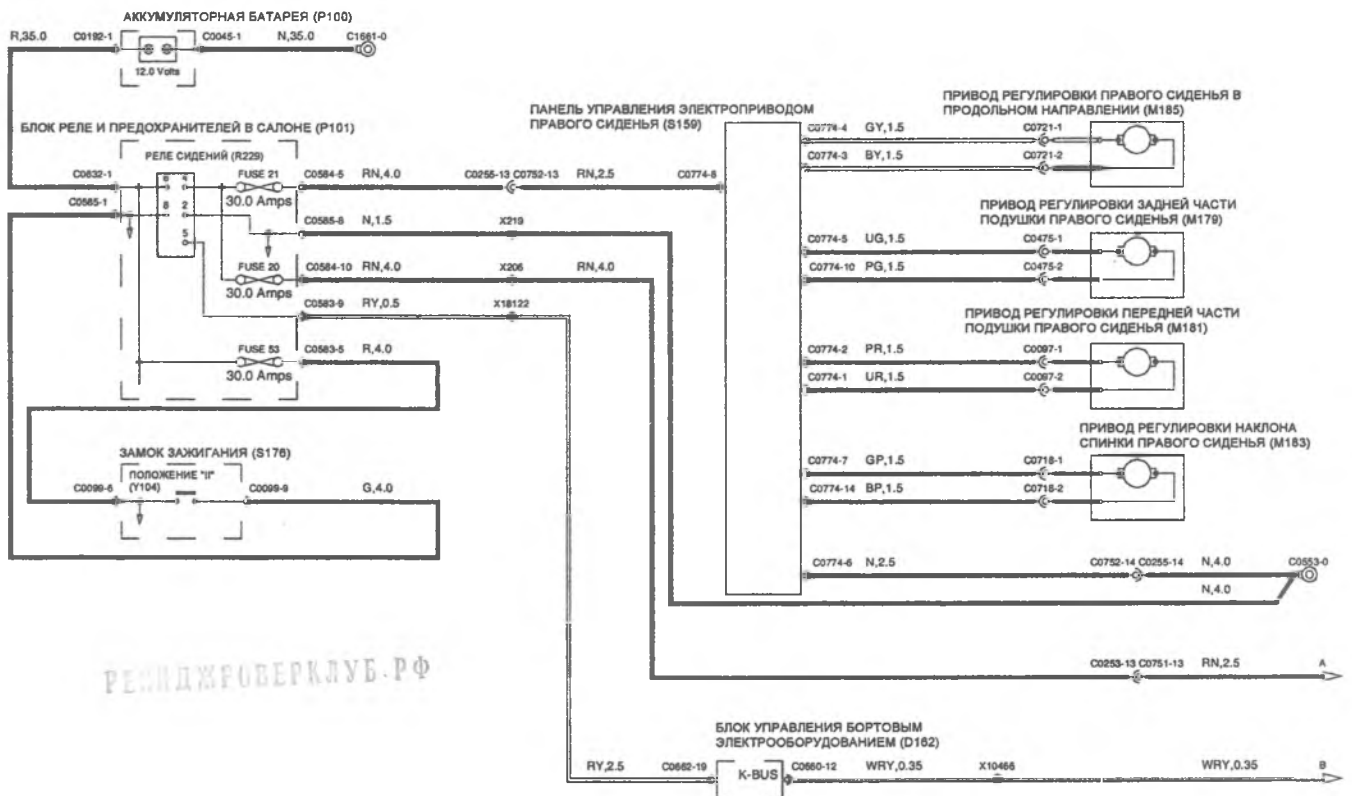 АККУМУЛЯТОРНАЯ БАТАРЕЯ (P100)
R,35.0 C0192-1 C0045-1 N,35.0 C1661-0
12.0 Volts
БЛОК РЕЛЕ И ПРЕДОХРАНИТЕЛЕЙ В САЛОНЕ (P101)
РЕЛЕ СИДЕНИЙ (R229)
C0632-1 FUSE 21 C0584-5 RN,4.0 C0255-13 C0752-13 RN,2.5 C0774-8
30.0 Amps
C0585-1 8 2 C0585-8 N,1.5 X219
5
FUSE 20 C0584-10 RN,4.0 X206 RN,4.0
30.0 Amps
C0583-9 RY,0.5 X18122
FUSE 53 C0583-5 R,4.0
30.0 Amps
ЗАМОК ЗАЖИГАНИЯ (S176)
ПОЛОЖЕНИЕ "II"
(Y104)
C0099-6 C0099-9 G,4.0
ПАНЕЛЬ УПРАВЛЕНИЯ ЭЛЕКТРОПРИВОДОМ
ПРАВОГО СИДЕНЬЯ (S159)
ПРИВОД РЕГУЛИРОВКИ ПРАВОГО СИДЕНЬЯ В
ПРОДОЛЬНОМ НАПРАВЛЕНИИ (M185)
C0774-4 GY,1.5 C0721-1
C0774-3 BY,1.5 C0721-2
ПРИВОД РЕГУЛИРОВКИ ЗАДНЕЙ ЧАСТИ
ПОДУШКИ ПРАВОГО СИДЕНЬЯ (M179)
C0774-5 UG,1.5 C0475-1
C0774-10 PG,1.5 C0475-2
ПРИВОД РЕГУЛИРОВКИ ПЕРЕДНЕЙ ЧАСТИ
ПОДУШКИ ПРАВОГО СИДЕНЬЯ (M181)
C0774-2 PR,1.5 C0097-1
C0774-1 UR,1.5 C0097-2
ПРИВОД РЕГУЛИРОВКИ НАКЛОНА
СПИНКИ ПРАВОГО СИДЕНЬЯ (M183)
C0774-7 GP,1.5 C0718-1
C0774-14 BP,1.5 C0718-2
C0774-6 N,2.5 C0752-14 C0255-14 N,4.0 C0553-0
N,4.0
C0253-13 C0751-13 RN,2.5 A
БЛОК УПРАВЛЕНИЯ БОРТОВЫМ
ЭЛЕКТРООБОРУДОВАНИЕМ (D162)
RY,2.5 C0662-19 K-BUS C0660-12 WRY,0.35 X10466 WRY,0.35 B